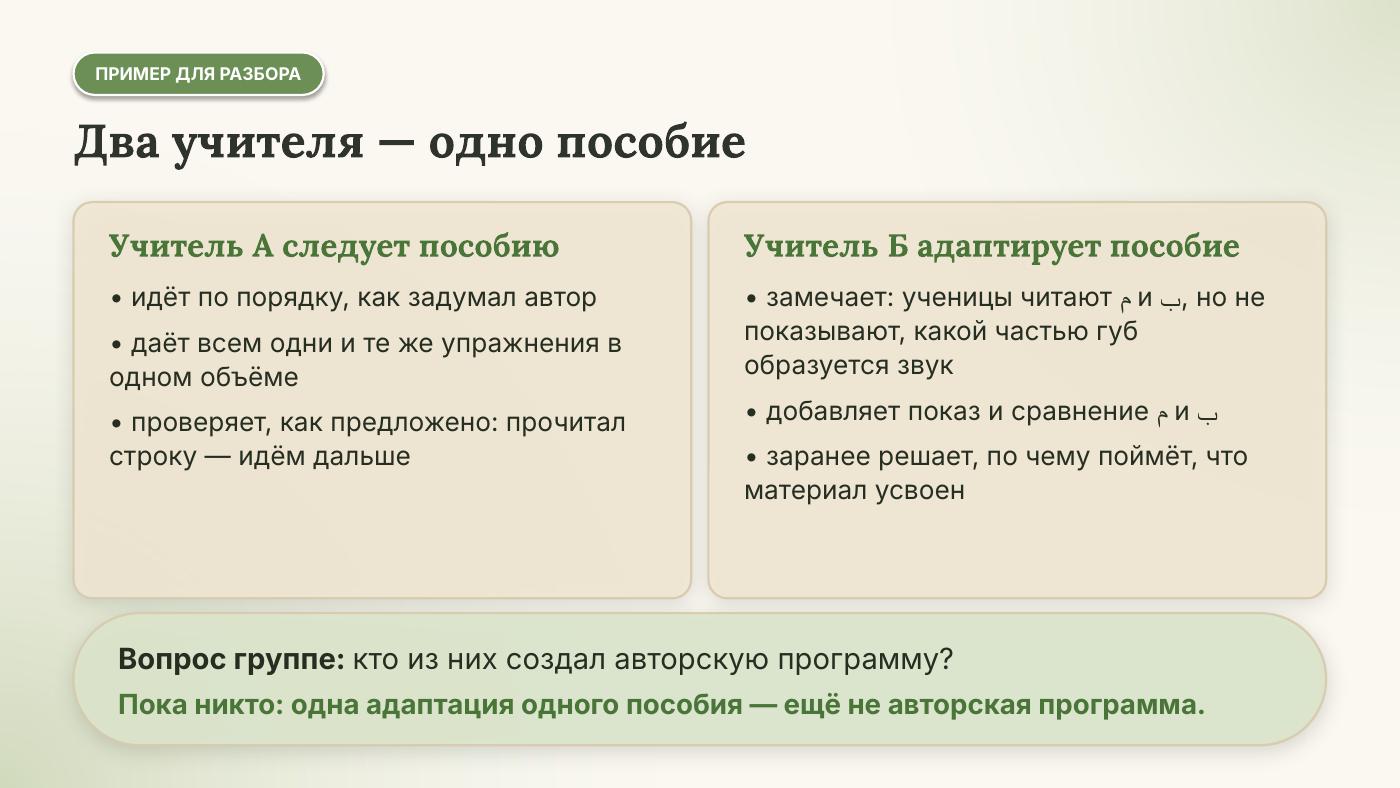 ПРИМЕР ДЛЯ РАЗБОРА
Два учителя — одно пособие
Учитель А следует пособию
• идёт по порядку, как задумал автор
• даёт всем одни и те же упражнения в
одном объёме
• проверяет, как предложено: прочитал
строку — идём дальше
Учитель Б адаптирует пособие
• замечает: ученицы читают م и ب, но не
показывают, какой частью губ
образуется звук
• добавляет показ и сравнение م и ب
• заранее решает, по чему поймёт, что
материал усвоен
Вопрос группе: кто из них создал авторскую программу?
Пока никто: одна адаптация одного пособия — ещё не авторская программа.